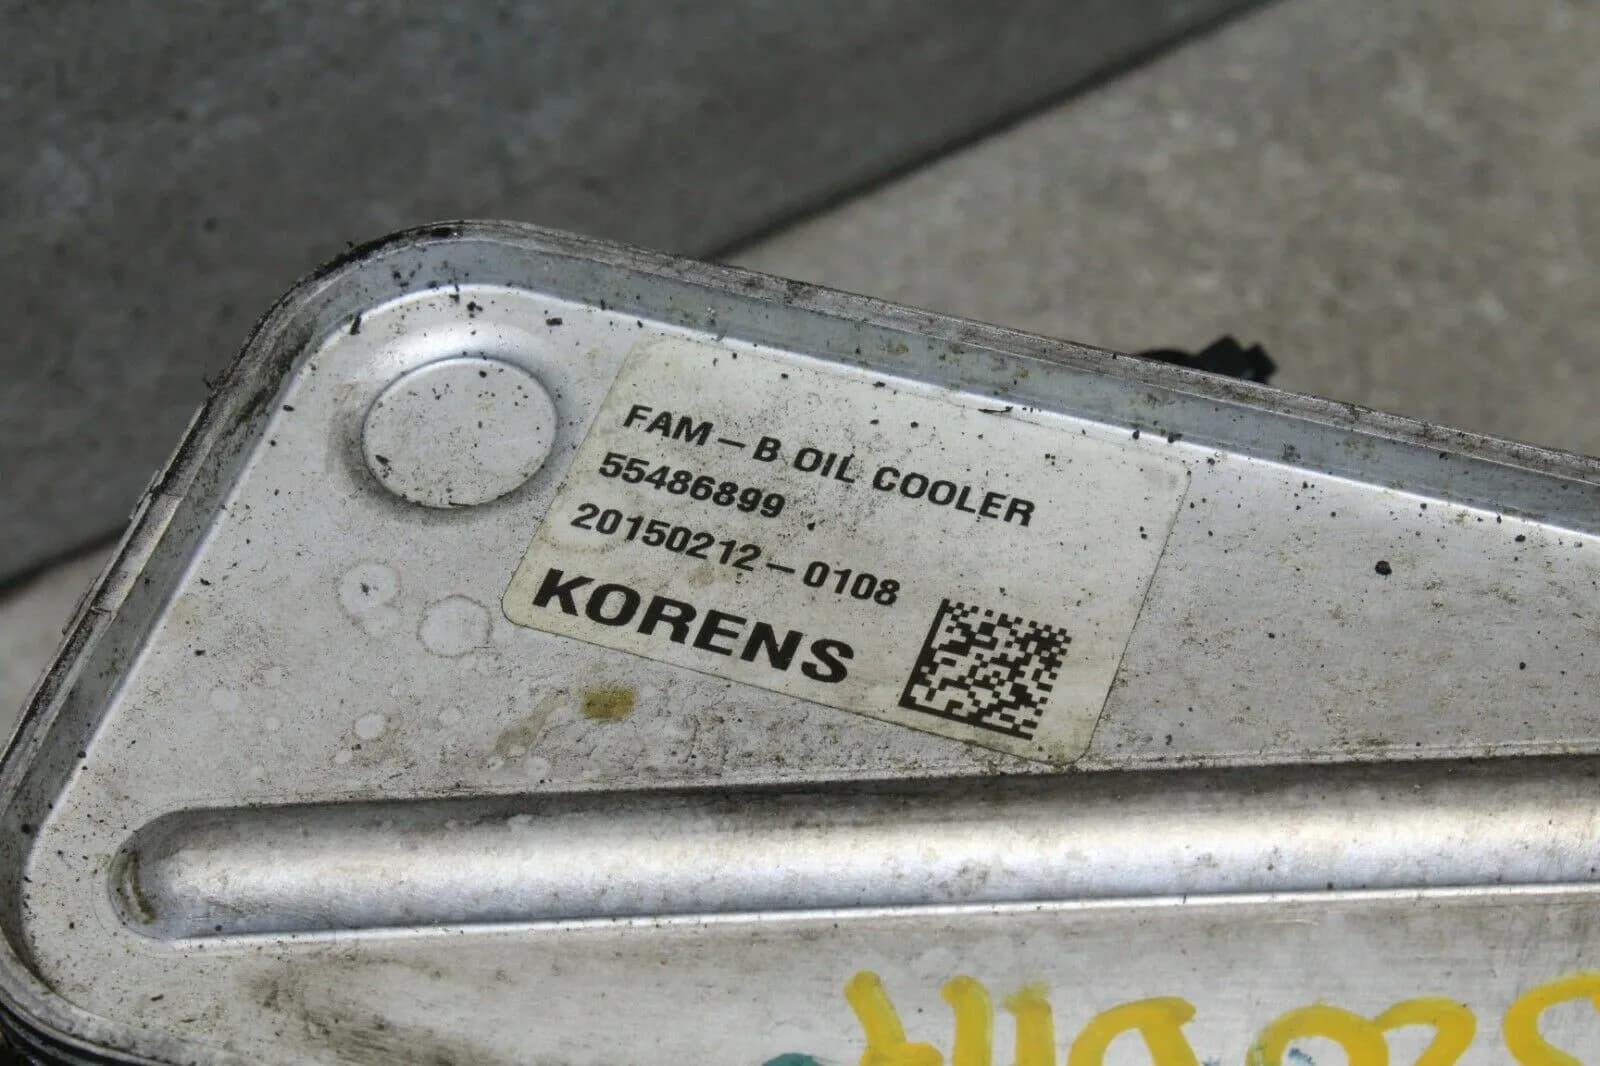 FAM-B OIL COOLER
55486899
20150212-0108
KORENS